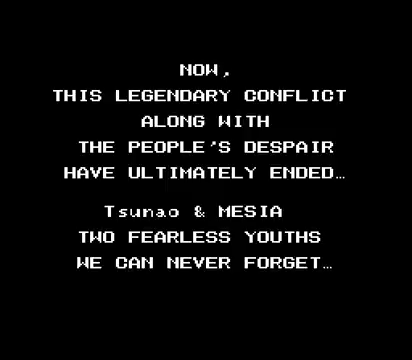 NOW,
THIS LEGENDARY CONFLICT
ALONG WITH
THE PEOPLE'S DESPAIR
HAVE ULTIMATELY ENDED…
Tsunao & MESIA
TWO FEARLESS YOUTHS
WE CAN NEVER FORGET…